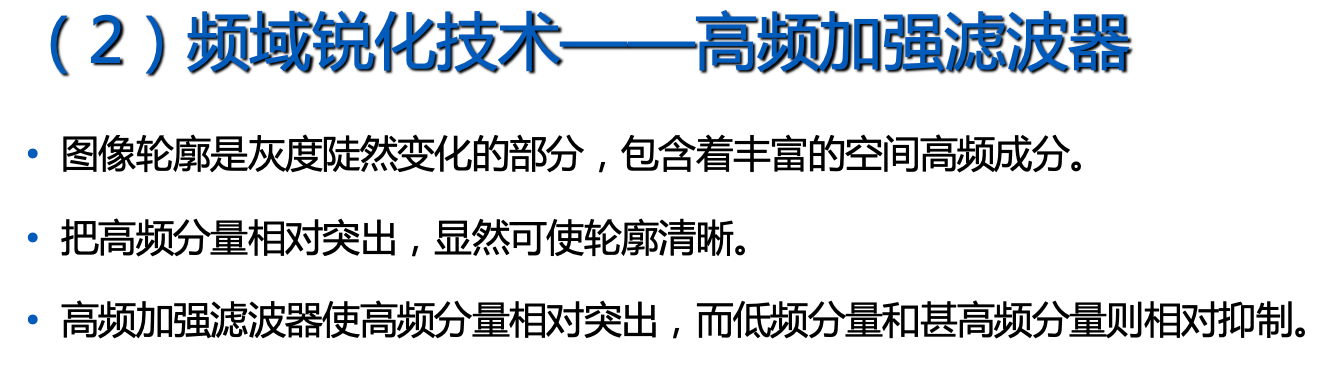 （2）频域锐化技术——高频加强滤波器
• 图像轮廓是灰度陡然变化的部分，包含着丰富的空间高频成分。
• 把高频分量相对突出，显然可使轮廓清晰。
• 高频加强滤波器使高频分量相对突出，而低频分量和甚高频分量则相对抑制。